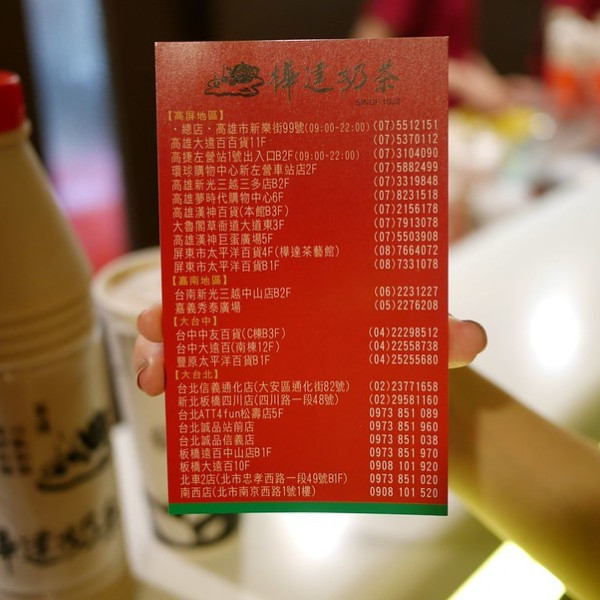 樺達奶茶
SINCE 1982
【高屏地區】
．總店．高雄市新樂街99號(09:00-22:00) (07)5512151
高雄大遠百百貨11F (07)5370112
高捷左營站1號出入口B2F(09:00-22:00) (07)3104090
環球購物中心新左營車站店2F (07)5882499
高雄新光三越三多店B2F (07)3319848
高雄夢時代購物中心6F (07)8231518
高雄漢神百貨(本館B3F) (07)2156178
大魯閣草衙道大道東3F (07)7913078
高雄漢神巨蛋廣場5F (07)5503908
屏東市太平洋百貨4F(樺達茶藝館) (08)7664072
屏東市太平洋百貨B1F (08)7331078
【嘉南地區】
台南新光三越中山店B2F (06)2231227
嘉義秀泰廣場 (05)2276208
【大台中】
台中中友百貨(C棟B3F) (04)22298512
台中大遠百(南棟12F) (04)22558738
豐原太平洋百貨B1F (04)25255680
【大台北】
台北信義通化店(大安區通化街82號) (02)23771658
新北板橋四川店(四川路一段48號) (02)29581160
台北ATT4fun松壽店5F 0973 851 089
台北誠品站前店 0973 851 960
台北誠品信義店 0973 851 038
板橋遠百中山店B1F 0973 851 970
板橋大遠百10F 0908 101 920
北車2店(北市忠孝西路一段49號B1F) 0973 851 020
南西店(北市南京西路1號1樓) 0908 101 520
樺達奶茶